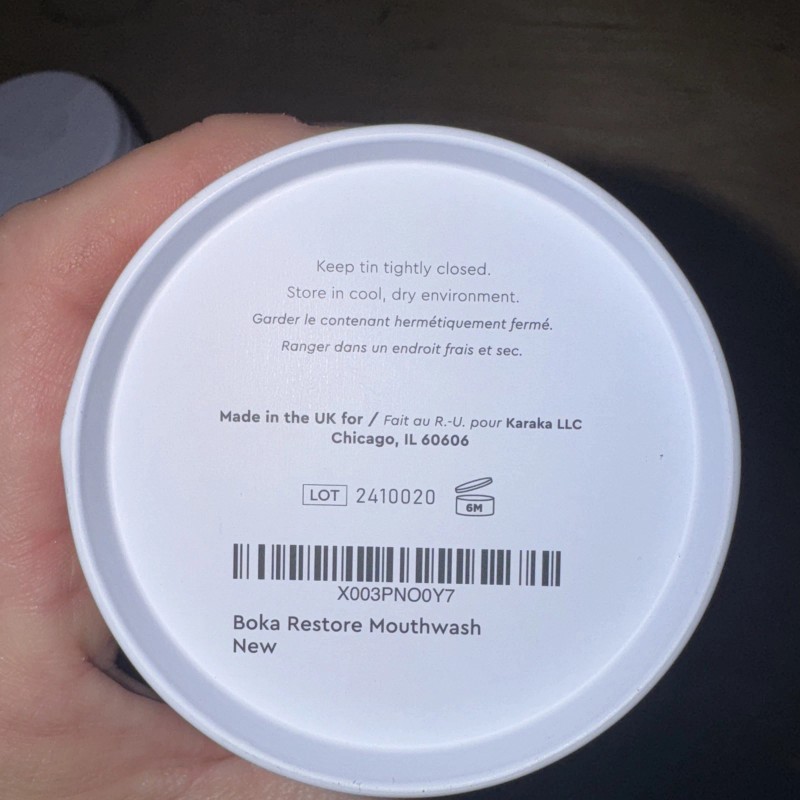 Keep tin tightly closed.
Store in cool, dry environment.
Garder le contenant hermétiquement fermé.
Ranger dans un endroit frais et sec.
Made in the UK for / Fait au R.-U. pour Karaka LLC
Chicago, IL 60606
LOT 2410020 6M
X003PNO0Y7
Boka Restore Mouthwash
New